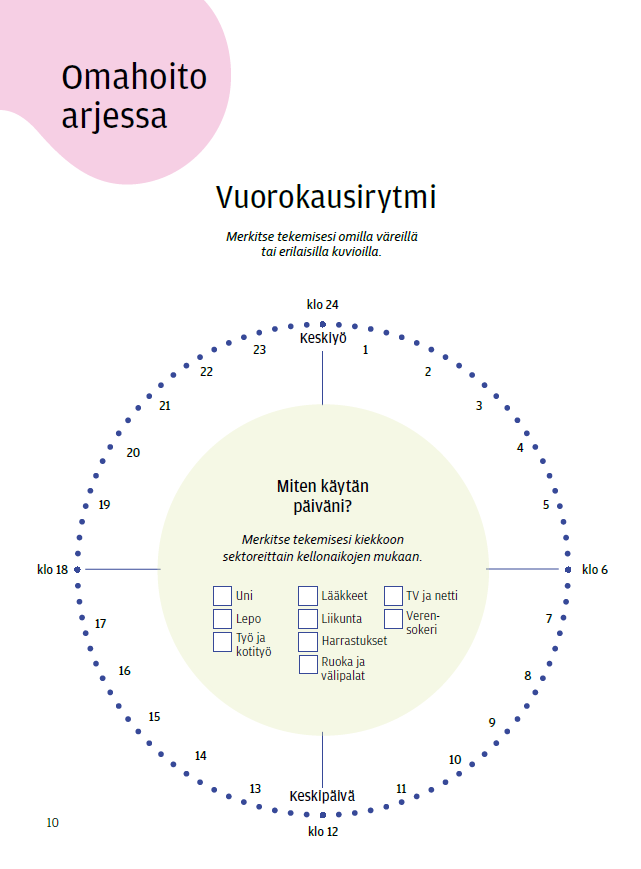 Omahoito
arjessa
Vuorokausirytmi
Merkitse tekemisesi omilla väreillä
tai erilaisilla kuvioilla.
klo 24
Keskiyö
23
1
22
2
21
3
20
4
19
5
Miten käytän
päiväni?
Merkitse tekemisesi kiekkoon
sektoreittain kellonaikojen mukaan.
klo 18
klo 6
Uni
Lääkkeet
TV ja netti
Lepo
Liikunta
Veren-
sokeri
Työ ja
kotityö
Harrastukset
Ruoka ja
välipalat
17
7
16
8
15
9
14
10
13
11
Keskipäivä
klo 12
10